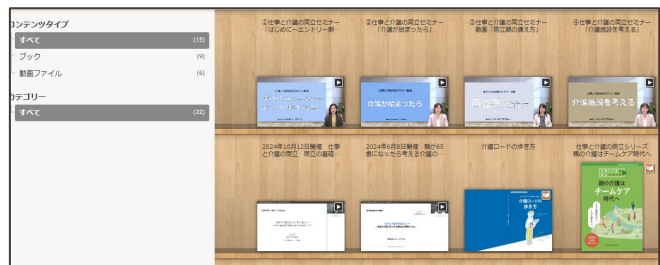 コンテンツタイプ
すべて (15)
ブック (9)
動画ファイル (6)
カテゴリー
すべて (22)
①仕事と介護の両立セミナー
「はじめに～エントリー期…
②仕事と介護の両立セミナー
「介護が始まったら」
③仕事と介護の両立セミナー
動画「両立期の備え方」
④仕事と介護の両立セミナー
「介護施設を考える」
介護が始まったら
介護施設を考える
2024年10月12日開催 仕事
と介護の両立 両立の基礎…
2024年6月8日開催 親が65
歳になったら考える介護の…
介護ロードの歩き方
仕事と介護の両立シリーズ
親の介護はチームケア時代へ
介護ロードの
歩き方
親の介護は
チームケア
時代へ